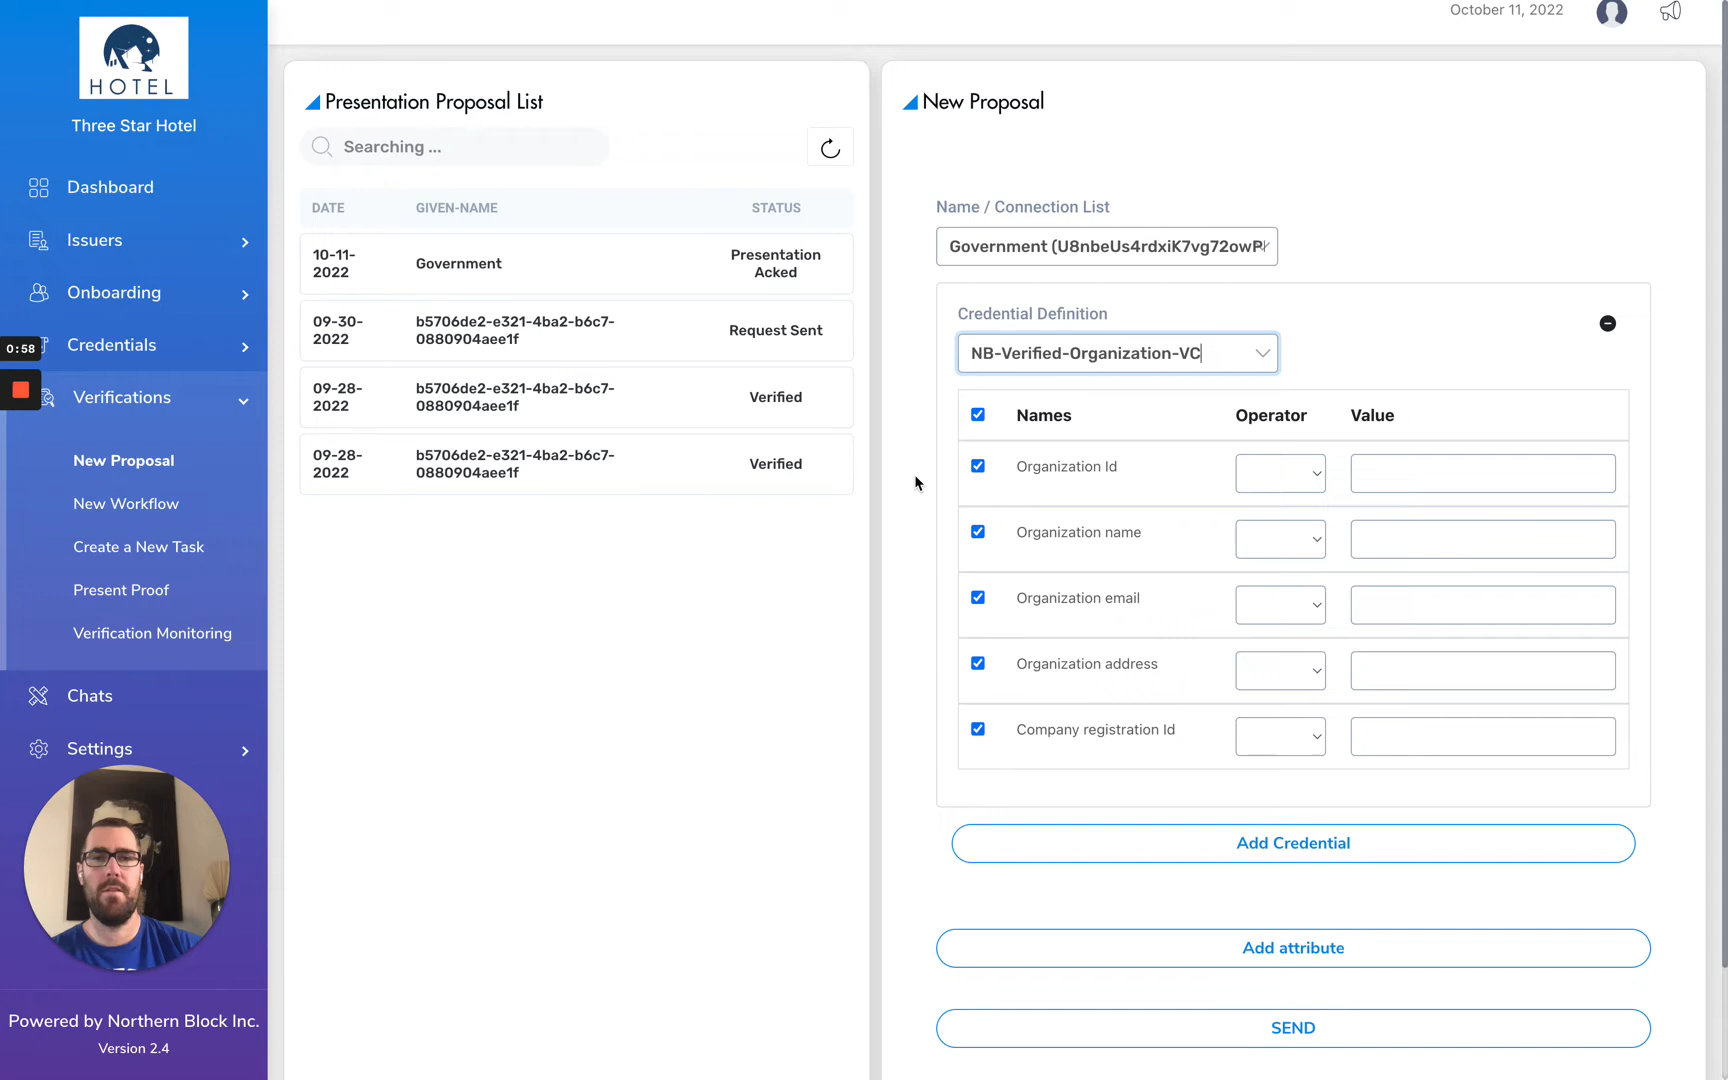 HOTEL
Three Star Hotel
Dashboard
Issuers
Onboarding
Credentials
0:58
Verifications
New Proposal
New Workflow
Create a New Task
Present Proof
Verification Monitoring
Chats
Settings
Powered by Northern Block Inc.
Version 2.4
October 11, 2022
Presentation Proposal List
Searching ...
DATE GIVEN-NAME STATUS
10-11-
2022
Government
Presentation
Acked
09-30-
2022
b5706de2-e321-4ba2-b6c7-
0880904aee1f
Request Sent
09-28-
2022
b5706de2-e321-4ba2-b6c7-
0880904aee1f
Verified
09-28-
2022
b5706de2-e321-4ba2-b6c7-
0880904aee1f
Verified
New Proposal
Name / Connection List
Government (U8nbeUs4rdxiK7vg72owP
Credential Definition
NB-Verified-Organization-VC
Names Operator Value
Organization Id
Organization name
Organization email
Organization address
Company registration Id
Add Credential
Add attribute
SEND